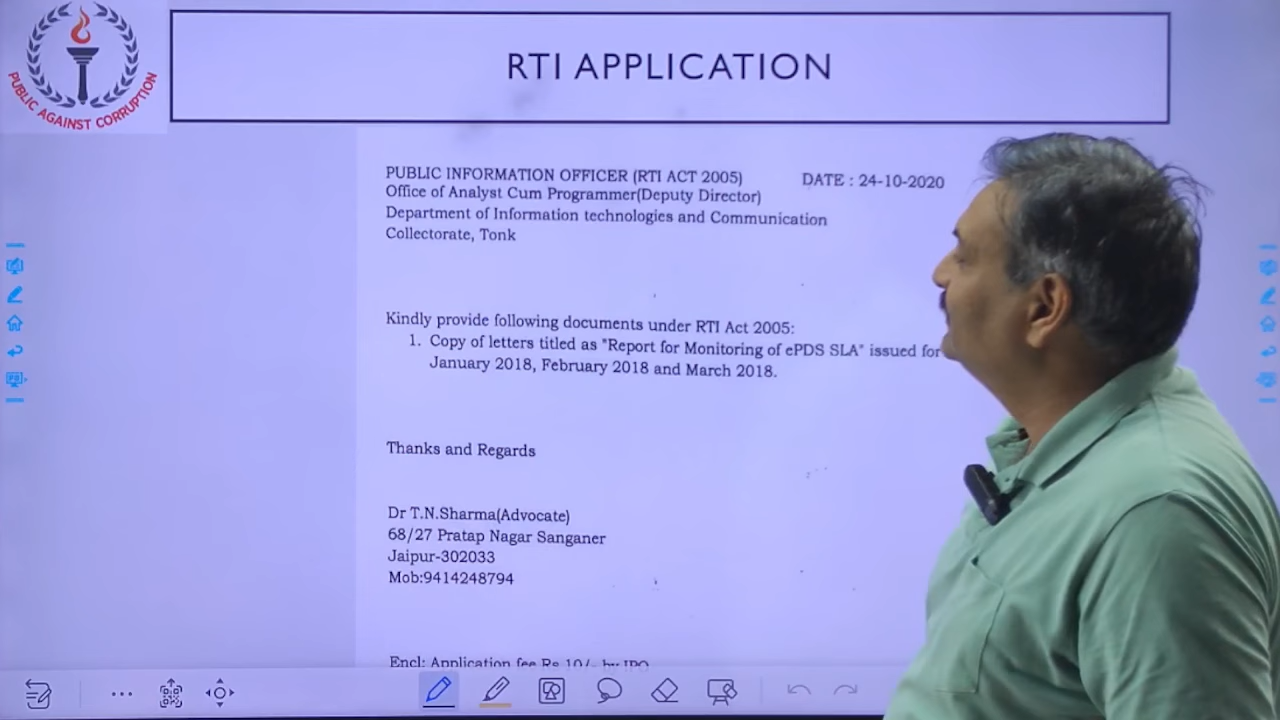 PUBLIC AGAINST CORRUPTION
RTI APPLICATION
PUBLIC INFORMATION OFFICER (RTI ACT 2005)
DATE : 24-10-2020
Office of Analyst Cum Programmer(Deputy Director)
Department of Information technologies and Communication
Collectorate, Tonk
Kindly provide following documents under RTI Act 2005:
1. Copy of letters titled as "Report for Monitoring of ePDS SLA" issued for
January 2018, February 2018 and March 2018.
Thanks and Regards
Dr T.N.Sharma(Advocate)
68/27 Pratap Nagar Sanganer
Jaipur-302033
Mob:9414248794
Encl: Application fee Rs 10/- by IPO